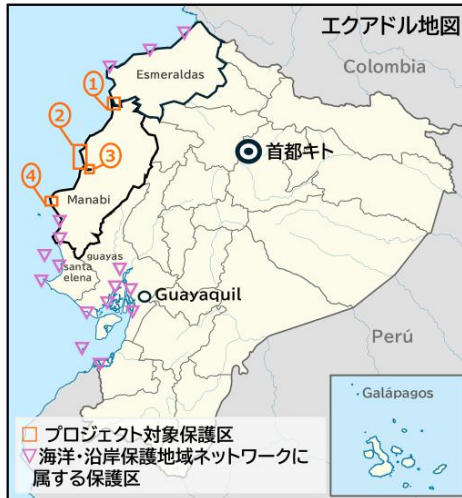 エクアドル地図
Colombia
Esmeraldas
①
②
③
首都キト
④
Manabí
guayas
santa
elena
Guayaquil
Perú
Galápagos
プロジェクト対象保護区
海洋・沿岸保護地域ネットワークに
属する保護区